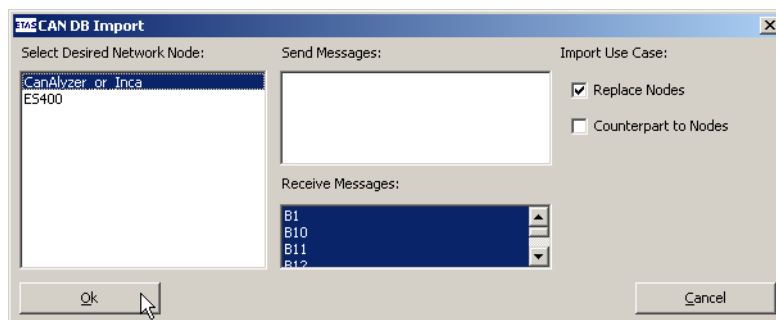 ETAS CAN DB Import
Select Desired Network Node:
CanAlyzer_or_Inca
ES400
Send Messages:
Receive Messages:
B1
B10
B11
B12
Import Use Case:
Replace Nodes
Counterpart to Nodes
Ok
Cancel